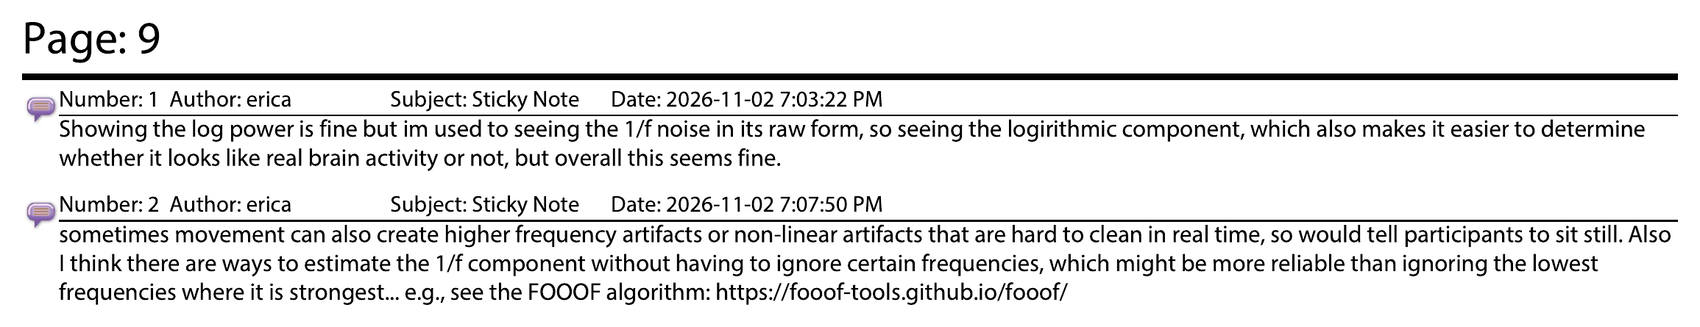 Page: 9
Number: 1 Author: erica Subject: Sticky Note Date: 2026-11-02 7:03:22 PM
Showing the log power is fine but im used to seeing the 1/f noise in its raw form, so seeing the logirithmic component, which also makes it easier to determine
whether it looks like real brain activity or not, but overall this seems fine.
Number: 2 Author: erica Subject: Sticky Note Date: 2026-11-02 7:07:50 PM
sometimes movement can also create higher frequency artifacts or non-linear artifacts that are hard to clean in real time, so would tell participants to sit still. Also
I think there are ways to estimate the 1/f component without having to ignore certain frequencies, which might be more reliable than ignoring the lowest
frequencies where it is strongest... e.g., see the FOOOF algorithm: https://fooof-tools.github.io/fooof/